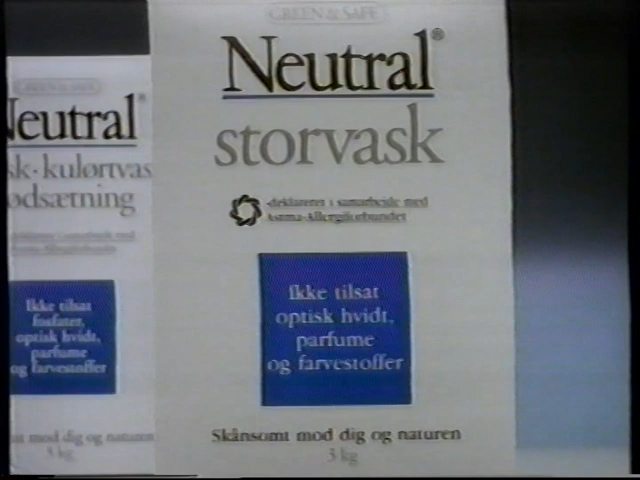 GREEN & SAFE
Neutral®
storvask
-deklareret i samarbejde med
Astma-Allergiforbundet
Ikke tilsat
optisk hvidt,
parfume
og farvestoffer
Skånsomt mod dig og naturen
3 kg
eutral
sk · kulørtvas
ødsætning
Ikke tilsat
fosfater,
optisk hvidt,
parfume
og farvestoffer
mod dig og naturen
3 kg